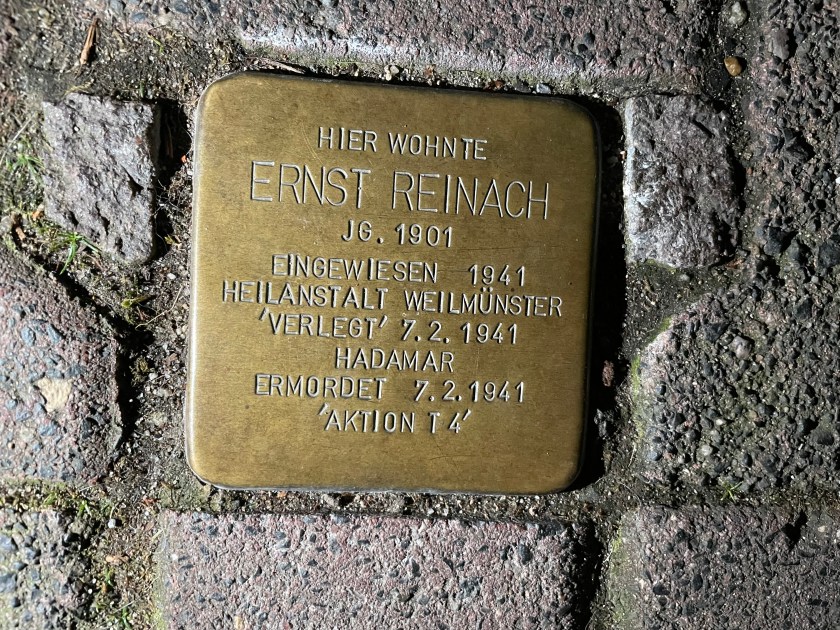 HIER WOHNTE
ERNST REINACH
JG. 1901
EINGEWIESEN 1941
HEILANSTALT WEILMÜNSTER
'VERLEGT' 7.2.1941
HADAMAR
ERMORDET 7.2.1941
'AKTION T4'